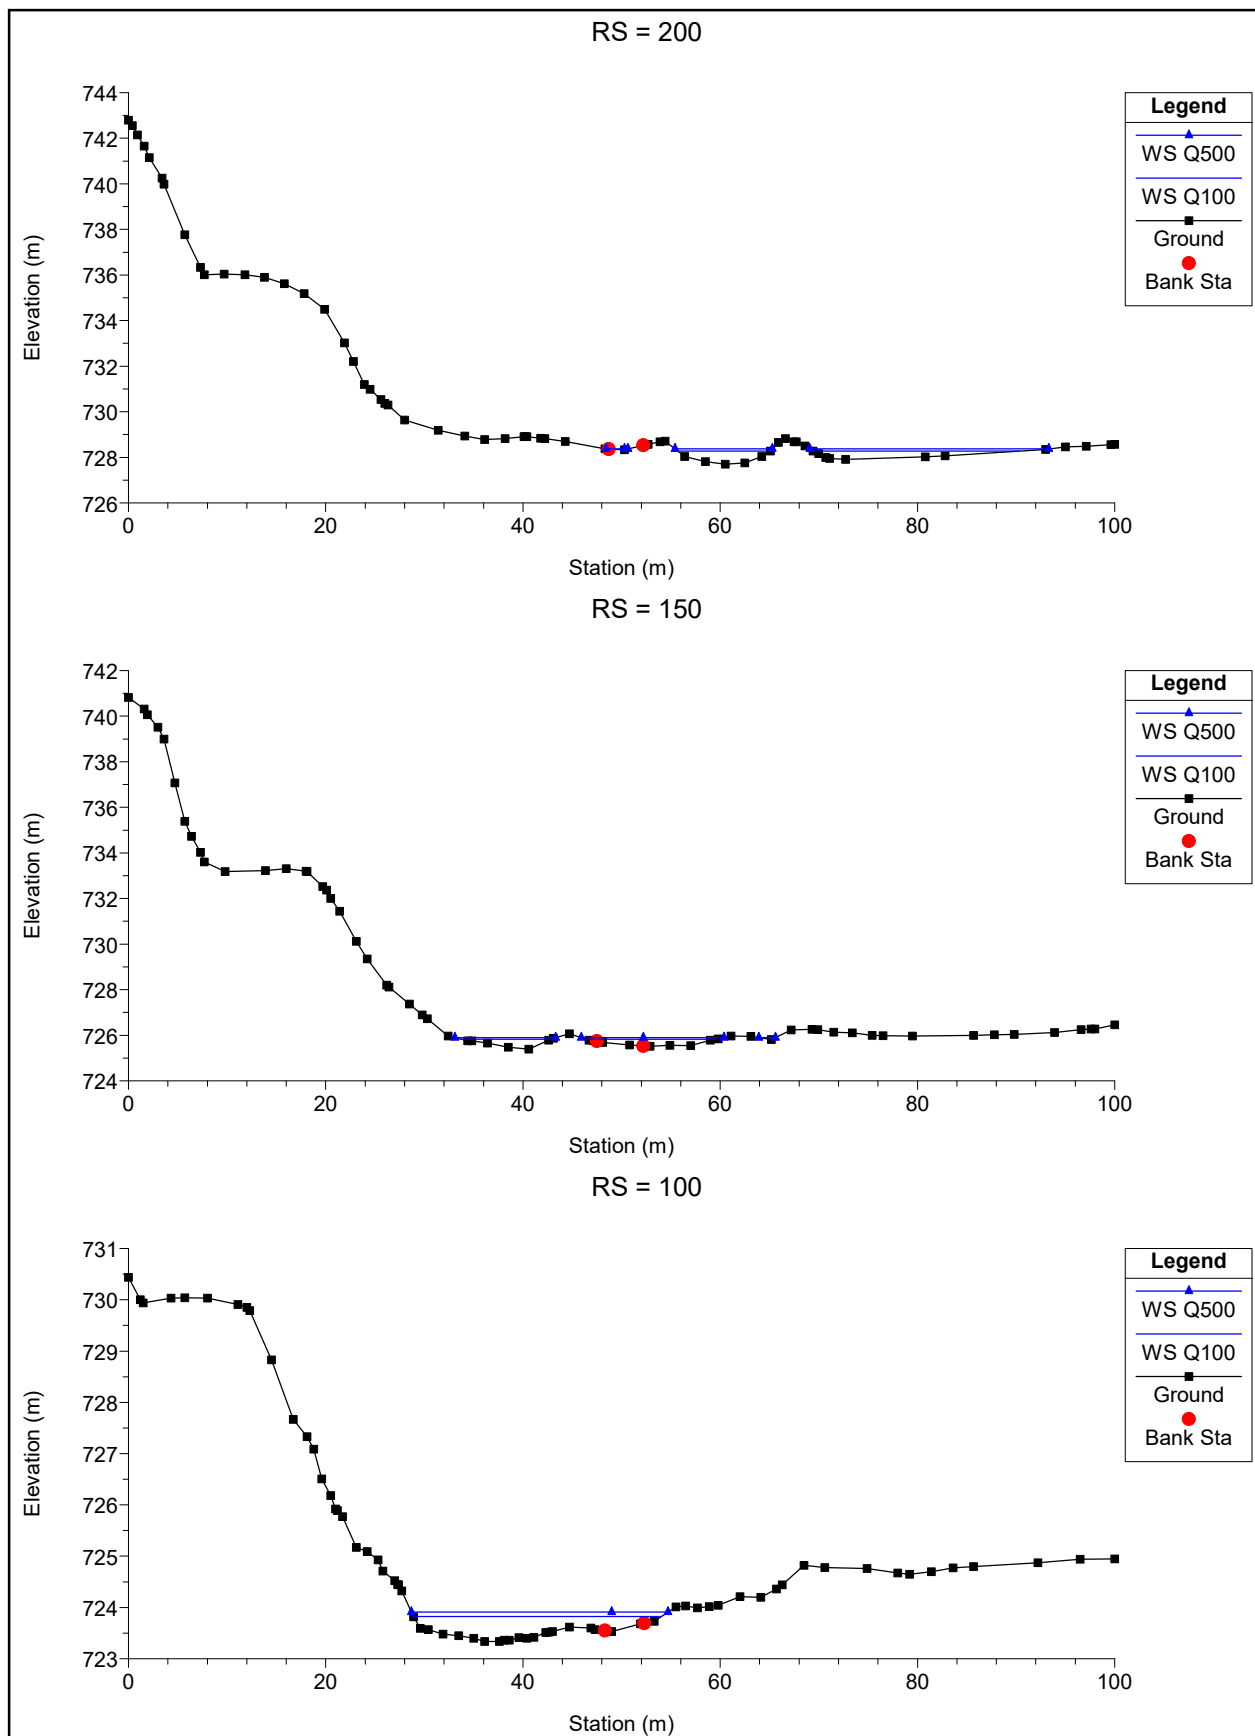 RS = 200
744
742
740
738
736
734
732
730
728
726
Elevation (m)
0 20 40 60 80 100
Station (m)
Legend
WS Q500
WS Q100
Ground
Bank Sta
RS = 150
742
740
738
736
734
732
730
728
726
724
Elevation (m)
0 20 40 60 80 100
Station (m)
Legend
WS Q500
WS Q100
Ground
Bank Sta
RS = 100
731
730
729
728
727
726
725
724
723
Elevation (m)
0 20 40 60 80 100
Station (m)
Legend
WS Q500
WS Q100
Ground
Bank Sta